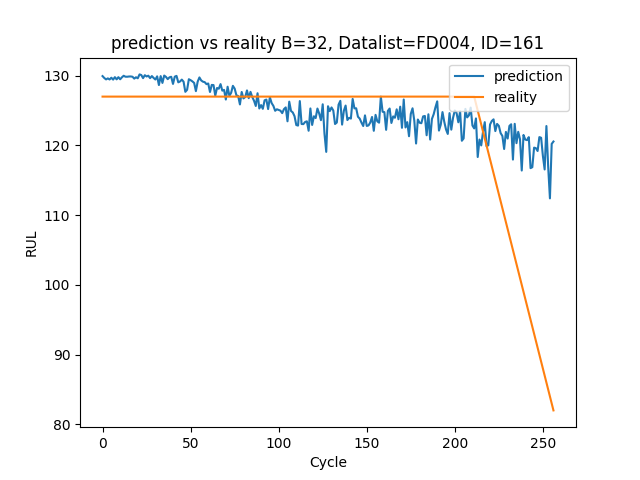 prediction vs reality B=32, Datalist=FD004, ID=161
prediction
reality
130
120
110
100
90
80
RUL
0 50 100 150 200 250
Cycle